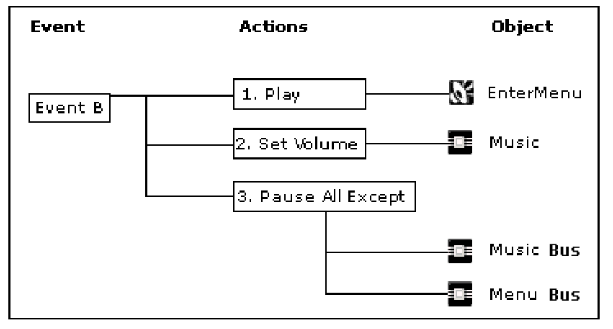 Event Actions Object
1. Play EnterMenu
Event B
2. Set Volume Music
3. Pause All Except
Music Bus
Menu Bus